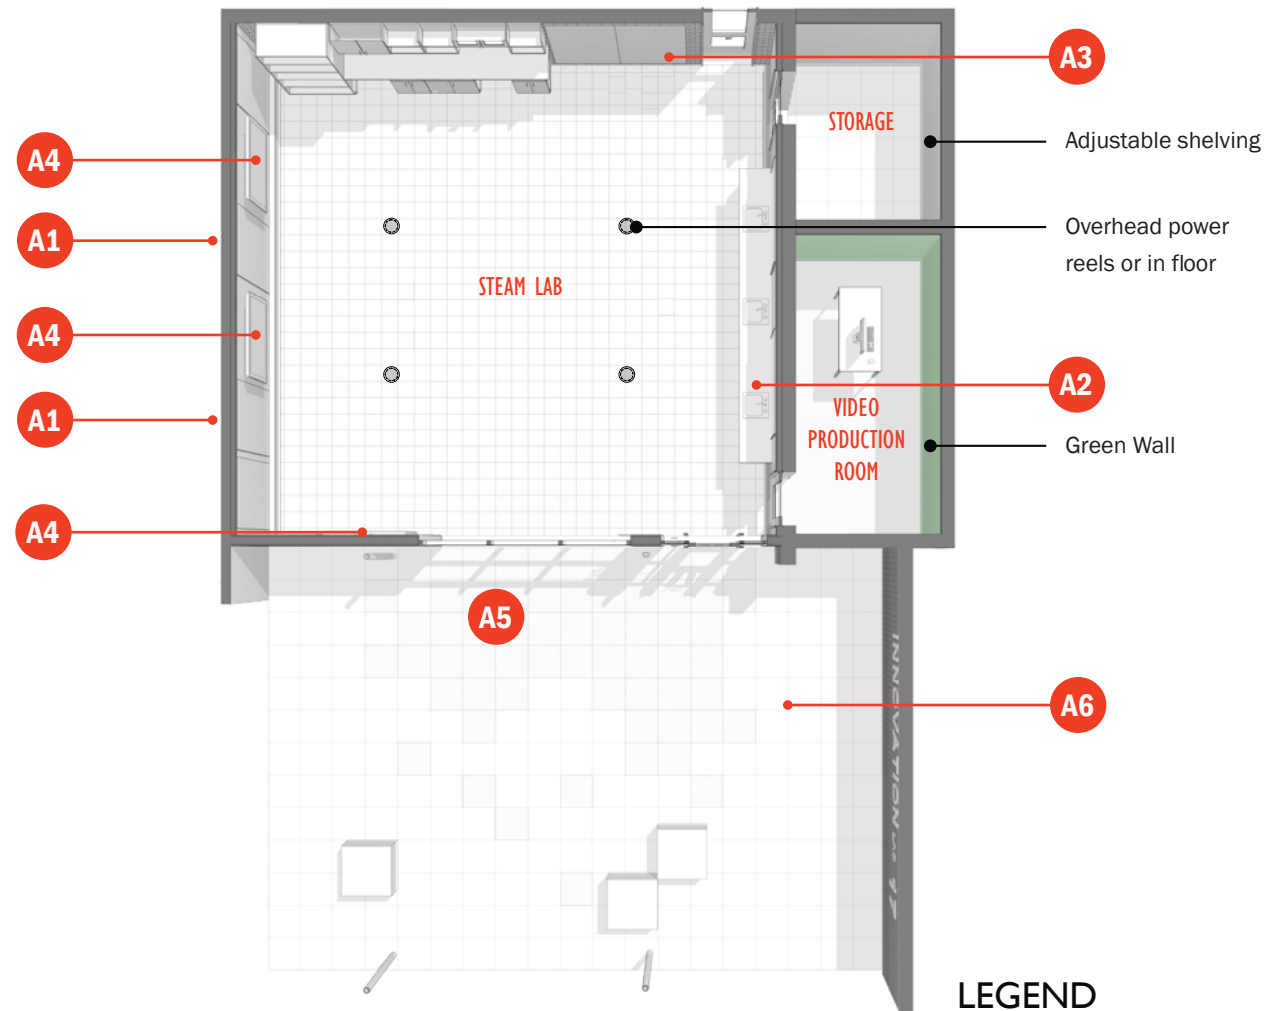 A3
STORAGE
Adjustable shelving
A4
A1
Overhead power
reels or in floor
STEAM LAB
A4
A2
A1
VIDEO
PRODUCTION
ROOM
Green Wall
A4
A5
A6
INNOVATION
LEGEND